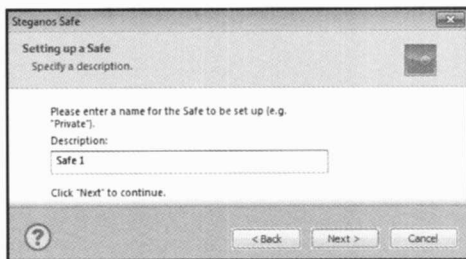 Steganos Safe
Setting up a Safe
Specify a description.
Please enter a name for the Safe to be set up (e.g.
"Private").
Description:
Safe 1
Click "Next" to continue.
?
< Back
Next >
Cancel